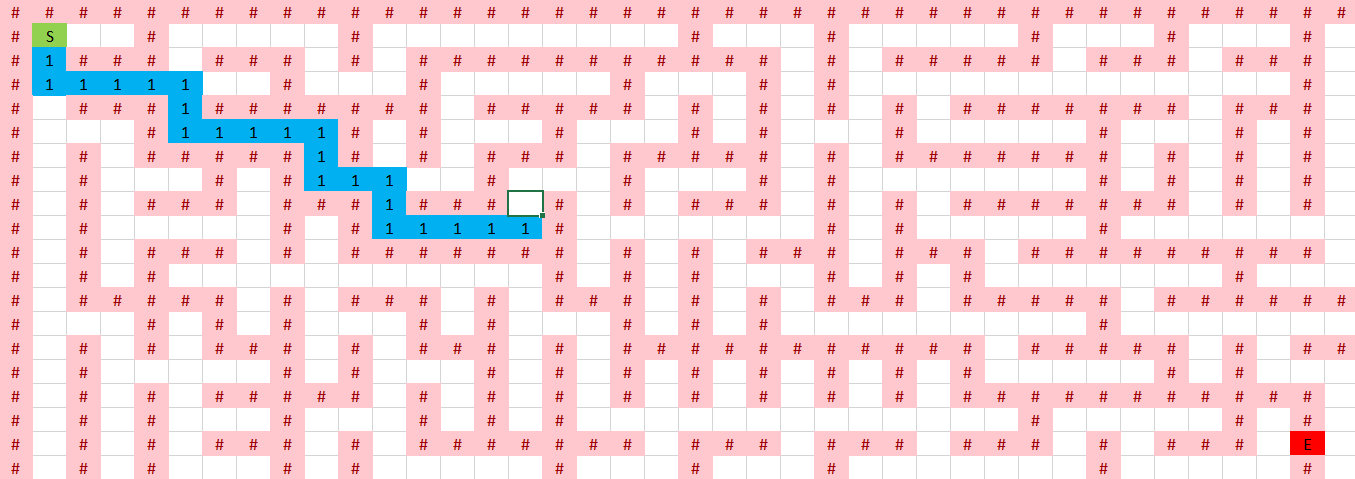 # # # # # # # # # # # # # # # # # # # # # # # # # # # # # # # # # # # # # # # #
# S # # # # # # #
# 1 # # # # # # # # # # # # # # # # # # # # # # # # # # # # # #
# 1 1 1 1 1 # # # # #
# # # # 1 # # # # # # # # # # # # # # # # # # # # # # # # #
# # 1 1 1 1 1 # # # # # # # # #
# # # # # # # 1 # # # # # # # # # # # # # # # # # # # # #
# # # # 1 1 1 # # # # # # #
# # # # # # # # 1 # # # # # # # # # # # # # # # # # # #
# # # # 1 1 1 1 1 # # # #
# # # # # # # # # # # # # # # # # # # # # # # # # # # # # #
# # # # # # # # # #
# # # # # # # # # # # # # # # # # # # # # # # # # # # # # #
# # # # # # # # # #
# # # # # # # # # # # # # # # # # # # # # # # # # # # # # #
# # # # # # # # # # # # # #
# # # # # # # # # # # # # # # # # # # # # # # # # # #
# # # # # # # # # #
# # # # # # # # # # # # # # # # # # # # # # # # # # E
# # # # # # # # # #